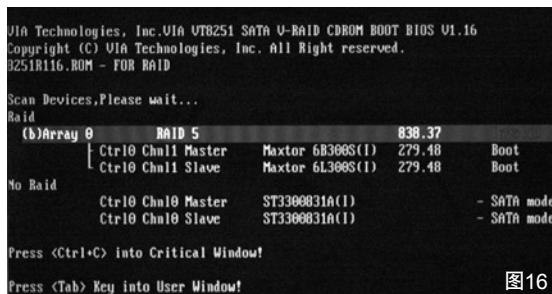 VIA Technologies, Inc.VIA VT8251 SATA V-RAID CDROM BOOT BIOS V1.16
Copyright (C) VIA Technologies, Inc. All Right reserved.
8251R116.ROM - FOR RAID
Scan Devices,Please wait...
Raid
(b)Array 0 RAID 5 838.37
Ctrl0 Chnl1 Master Maxtor 6B300S(I) 279.48 Boot
Ctrl0 Chnl1 Slave Maxtor 6L300S(I) 279.48 Boot
No Raid
Ctrl0 Chnl0 Master ST3300831A(I) - SATA mode
Ctrl0 Chnl0 Slave ST3300831A(I) - SATA mode
Press <Ctrl+C> into Critical Window!
Press <Tab> Key into User Window!
图16